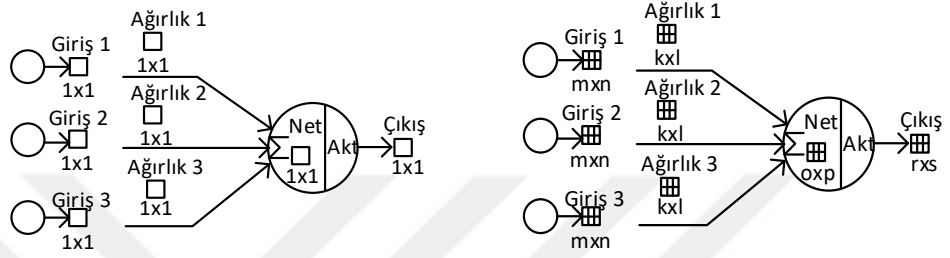 Ağırlık 1
Giriş 1
1x1
1x1
Ağırlık 2
Giriş 2
1x1
1x1
Net
Akt
1x1
Çıkış
1x1
Ağırlık 3
Giriş 3
1x1
1x1
Ağırlık 1
Giriş 1
kxl
mxn
Ağırlık 2
Giriş 2
kxl
mxn
Net
Akt
oxp
Çıkış
rxs
Ağırlık 3
Giriş 3
kxl
mxn